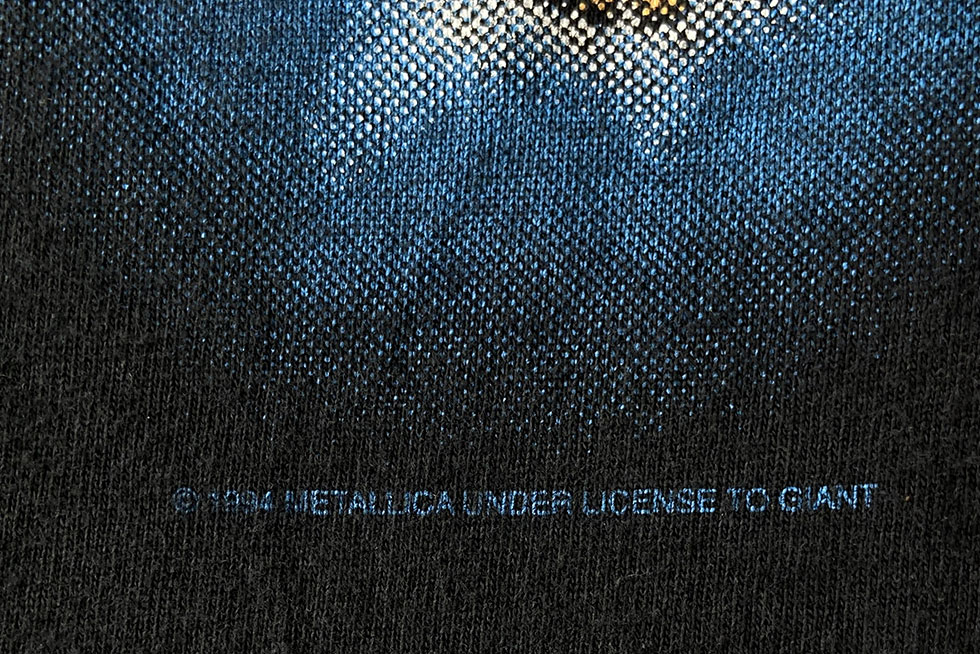 © 1994 METALLICA UNDER LICENSE TO GIANT